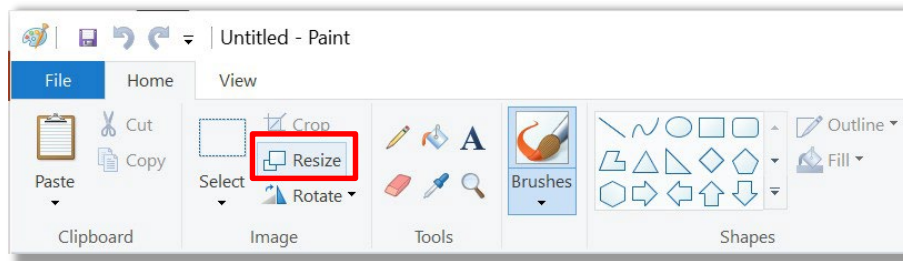 Untitled - Paint
File Home View
Cut
Copy
Paste
Clipboard
Crop
Resize
Rotate
Select
Image
A
Tools
Brushes
Outline
Fill
Shapes